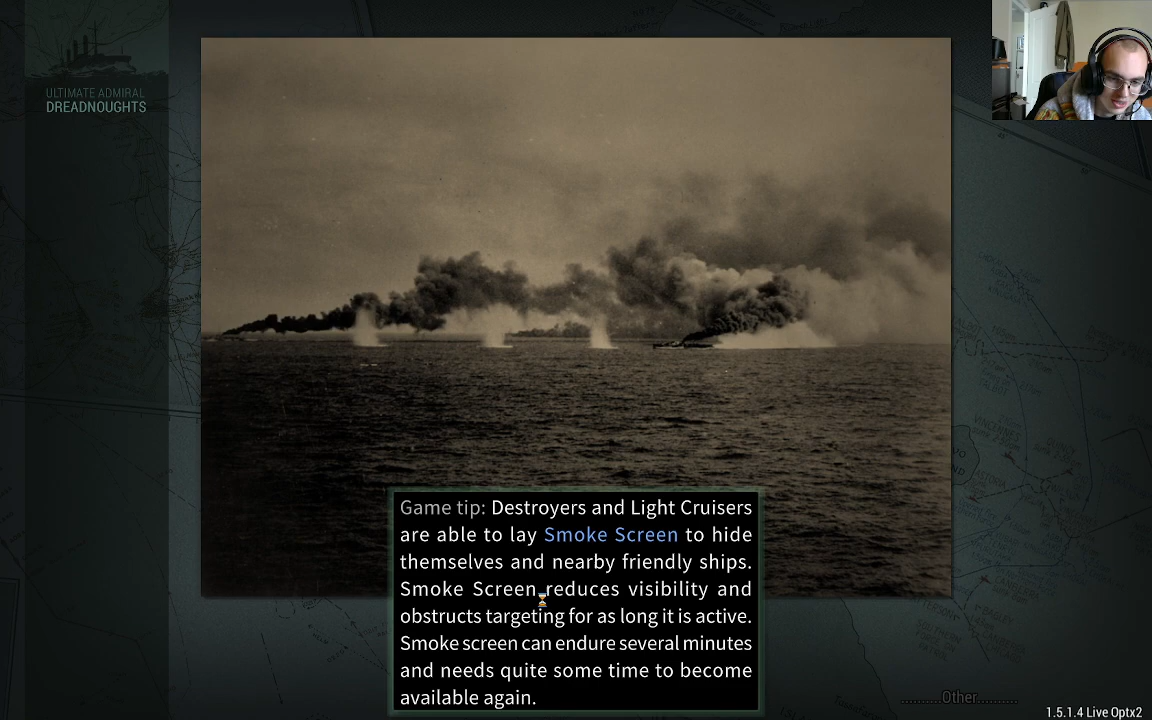 ULTIMATE ADMIRAL
DREADNOUGHTS
Game tip: Destroyers and Light Cruisers
are able to lay Smoke Screen to hide
themselves and nearby friendly ships.
Smoke Screen reduces visibility and
obstructs targeting for as long it is active.
Smoke screen can endure several minutes
and needs quite some time to become
available again.
VINCENNES
Other
1.5.1.4 Live Optx2